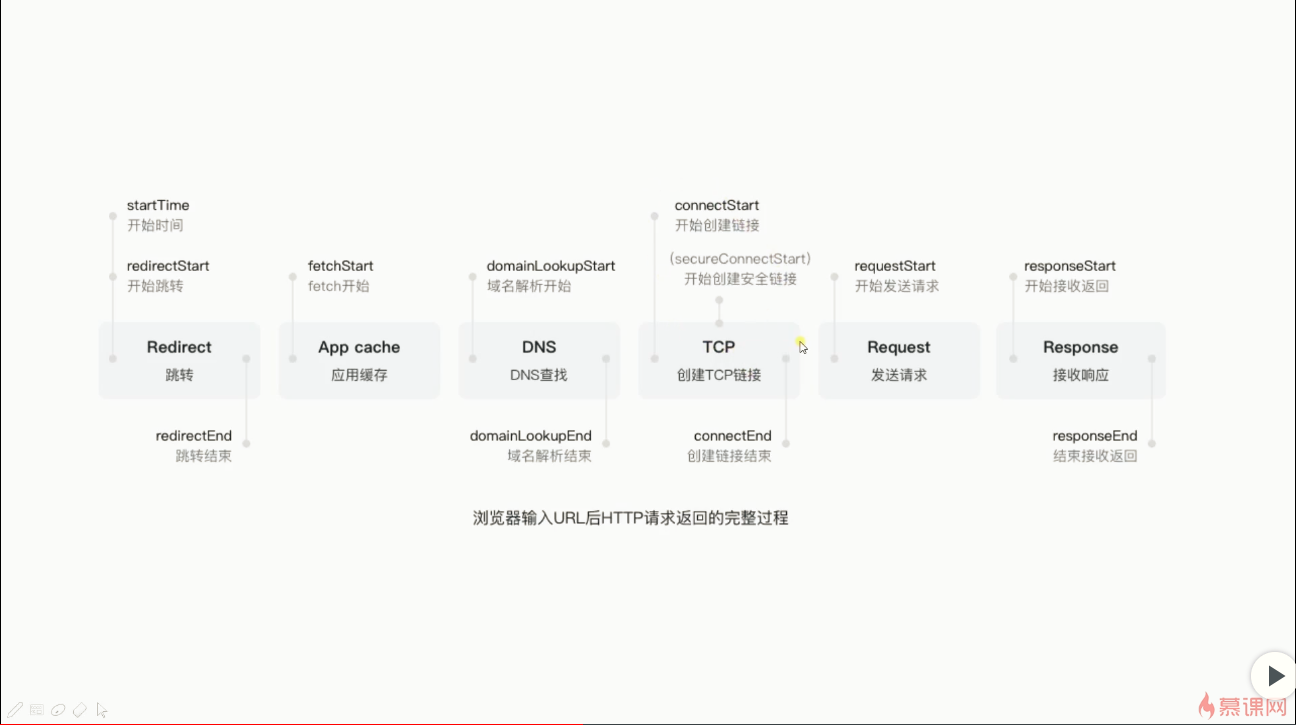 startTime
开始时间
redirectStart
开始跳转
fetchStart
fetch开始
domainLookupStart
域名解析开始
connectStart
开始创建链接
(secureConnectStart)
开始创建安全链接
requestStart
开始发送请求
responseStart
开始接收返回
Redirect
跳转
App cache
应用缓存
DNS
DNS查找
TCP
创建TCP链接
Request
发送请求
Response
接收响应
redirectEnd
跳转结束
domainLookupEnd
域名解析结束
connectEnd
创建链接结束
responseEnd
结束接收返回
浏览器输入URL后HTTP请求返回的完整过程
慕课网